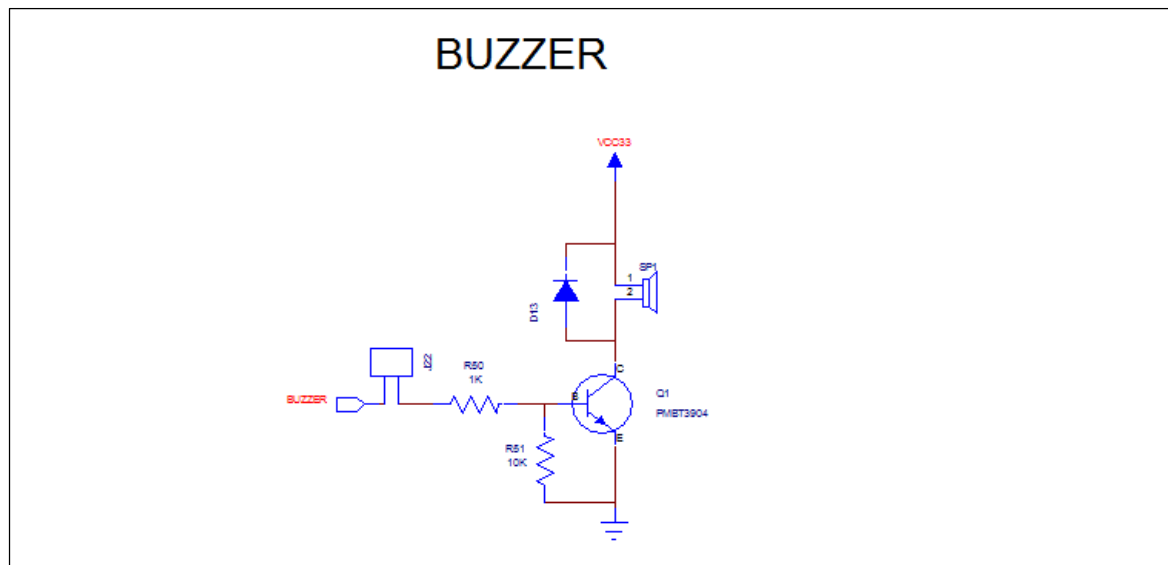 BUZZER
VCC33
SP1
1
2
D13
J22
R50
1K
BUZZER
C
B
E
Q1
PMBT3904
R51
10K